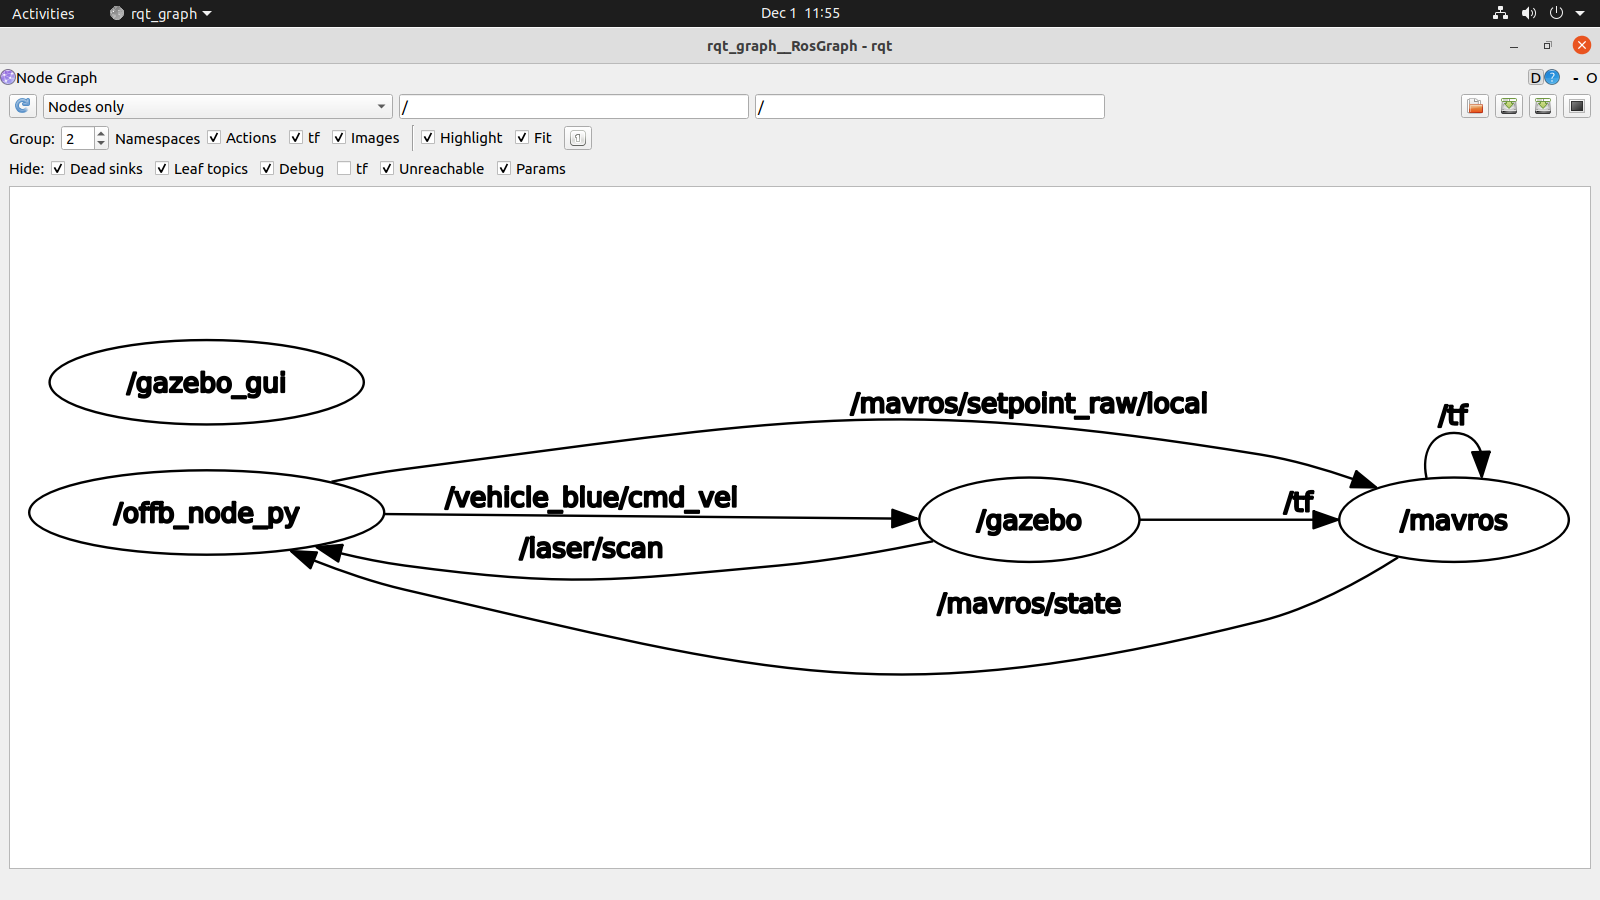 Activities rqt_graph Dec 1 11:55
rqt_graph__RosGraph - rqt
Node Graph D ? - O
Nodes only / /
Group: 2 Namespaces Actions tf Images Highlight Fit
Hide: Dead sinks Leaf topics Debug tf Unreachable Params
/gazebo_gui
/mavros/setpoint_raw/local
/tf
/vehicle_blue/cmd_vel
/tf
/offb_node_py
/gazebo
/mavros
/laser/scan
/mavros/state